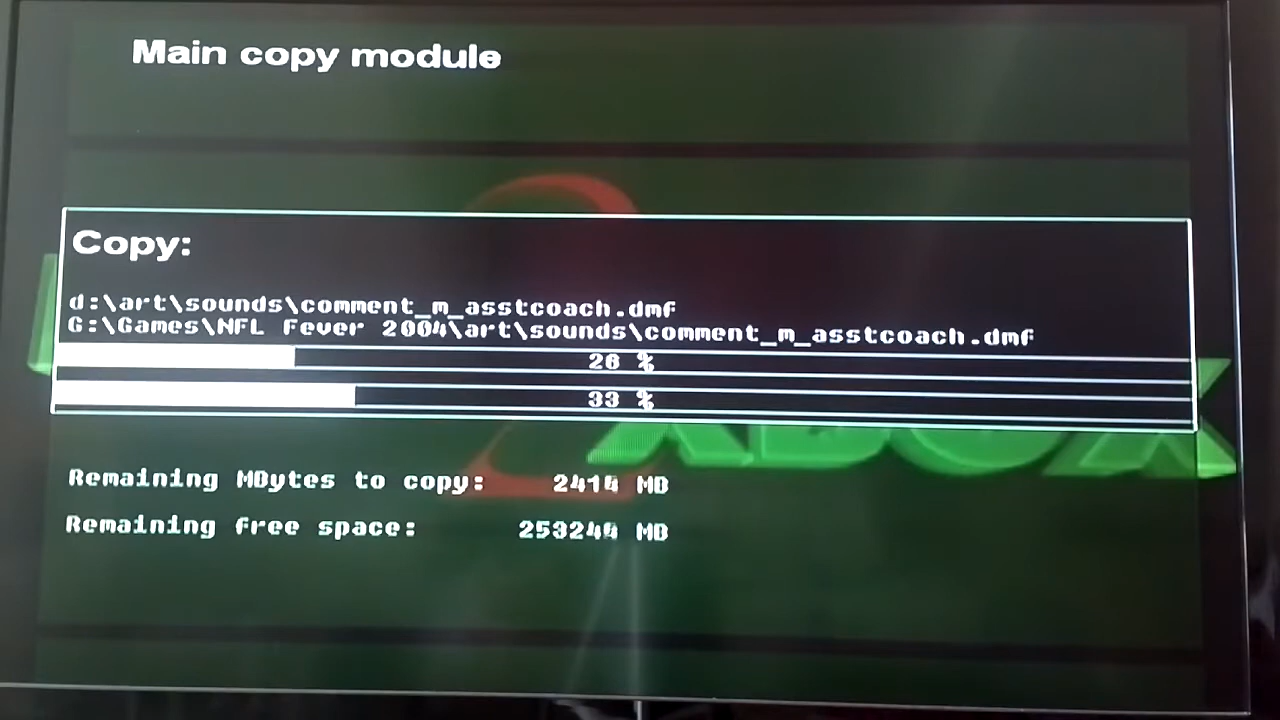 Main copy module
Copy:
d:\art\sounds\comment_m_asstcoach.dmf
G:\Games\NFL Fever 2004\art\sounds\comment_m_asstcoach.dmf
26 %
33 %
XBOX
Remaining MBytes to copy: 2414 MB
Remaining free space: 253244 MB